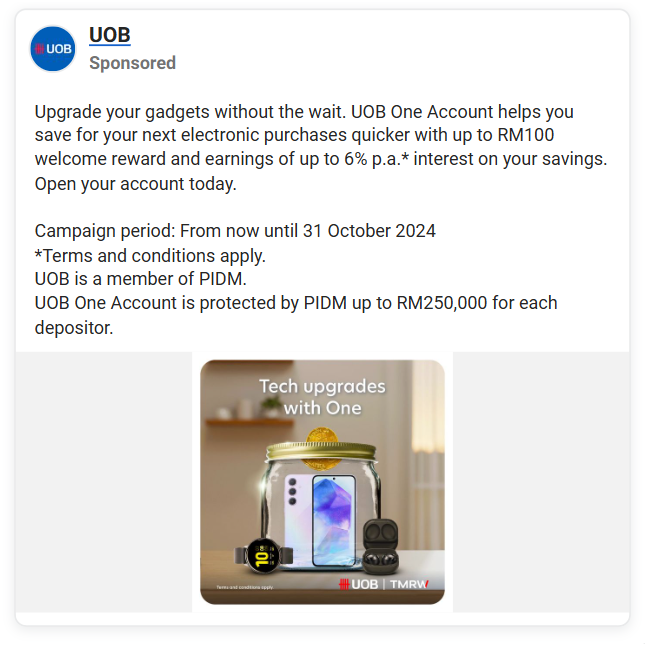 UOB
UOB
Sponsored
Upgrade your gadgets without the wait. UOB One Account helps you
save for your next electronic purchases quicker with up to RM100
welcome reward and earnings of up to 6% p.a.* interest on your savings.
Open your account today.
Campaign period: From now until 31 October 2024
*Terms and conditions apply.
UOB is a member of PIDM.
UOB One Account is protected by PIDM up to RM250,000 for each
depositor.
Tech upgrades
with One
10
Terms and conditions apply
UOB | TMRW